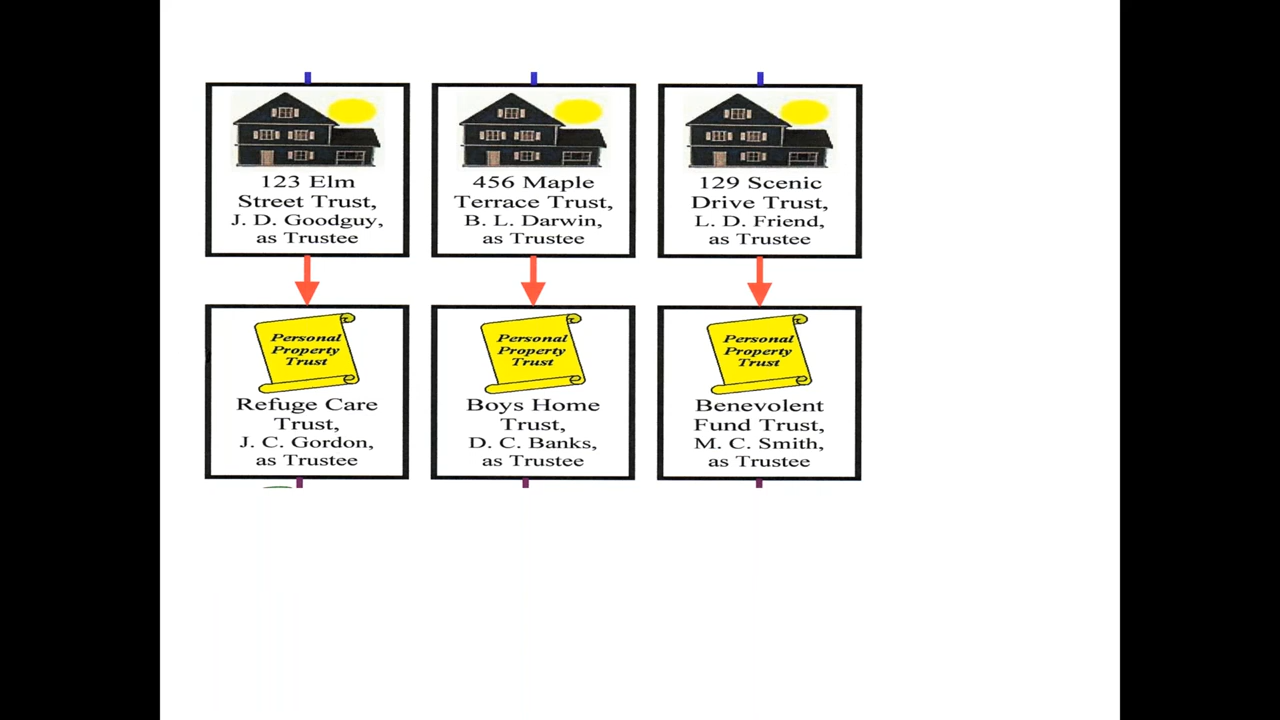 123 Elm
Street Trust,
J. D. Goodguy,
as Trustee
456 Maple
Terrace Trust,
B. L. Darwin,
as Trustee
129 Scenic
Drive Trust,
L. D. Friend,
as Trustee
Personal
Property
Trust
Refuge Care
Trust,
J. C. Gordon,
as Trustee
Personal
Property
Trust
Boys Home
Trust,
D. C. Banks,
as Trustee
Personal
Property
Trust
Benevolent
Fund Trust,
M. C. Smith,
as Trustee